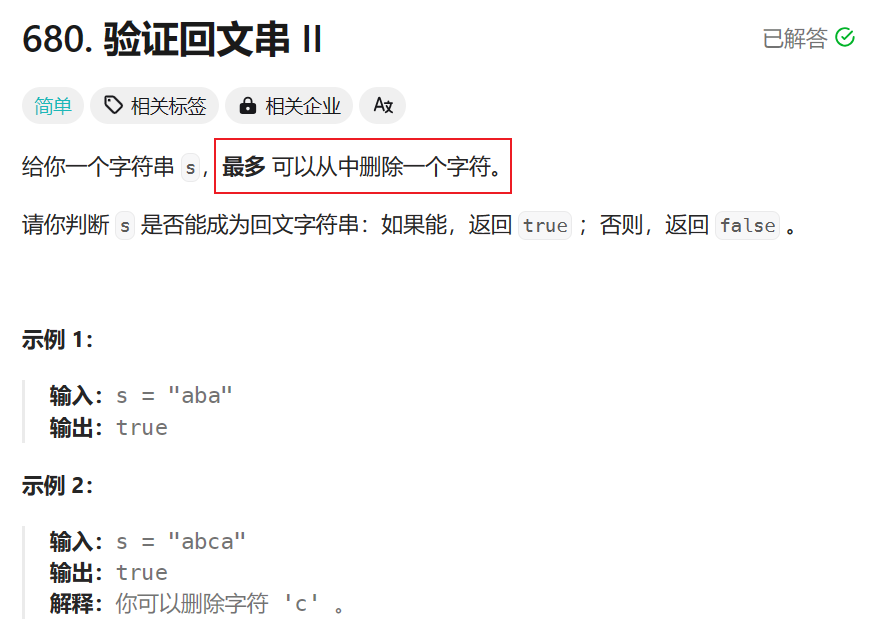 680. 验证回文串 II
已解答
简单 相关标签 相关企业 Aあ
给你一个字符串 s，最多 可以从中删除一个字符。
请你判断 s 是否能成为回文字符串：如果能，返回 true ；否则，返回 false 。
示例 1：
输入：s = "aba"
输出：true
示例 2：
输入：s = "abca"
输出：true
解释：你可以删除字符 'c' 。